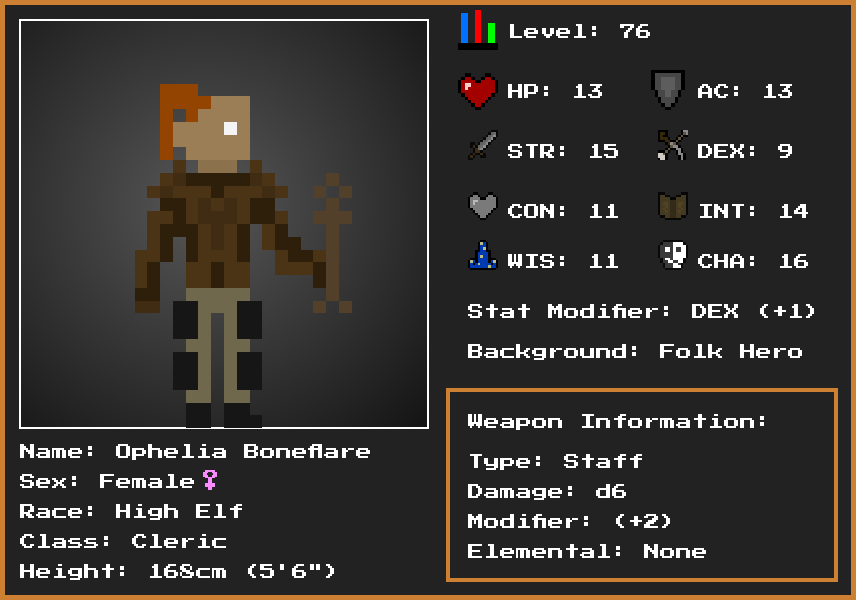 Level: 76
HP: 13
AC: 13
STR: 15
DEX: 9
CON: 11
INT: 14
WIS: 11
CHA: 16
Stat Modifier: DEX (+1)
Background: Folk Hero
Weapon Information:
Type: Staff
Damage: d6
Modifier: (+2)
Elemental: None
Name: Ophelia Boneflare
Sex: Female♀
Race: High Elf
Class: Cleric
Height: 168cm (5'6")